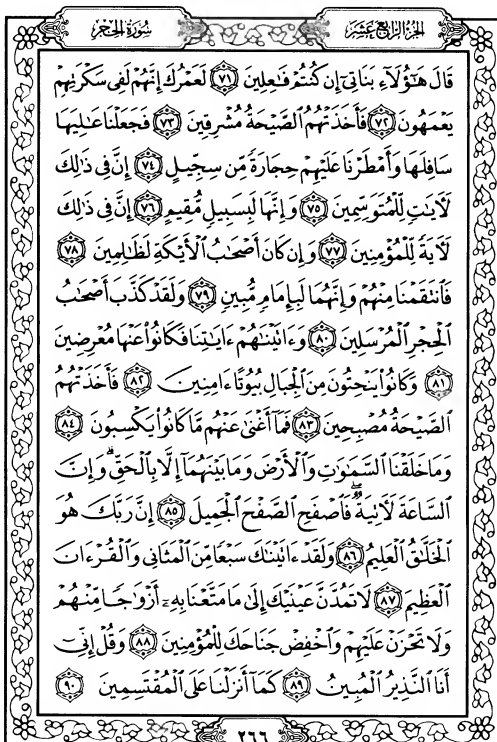 الجزء الرابع عشر
سورة الحجر
قَالَ هَـٰٓؤُلَآءِ بَنَاتِىٓ إِن كُنتُمْ فَـٰعِلِينَ ٧١ لَعَمْرُكَ إِنَّهُمْ لَفِى سَكْرَتِهِمْ
يَعْمَهُونَ ٧٢ فَأَخَذَتْهُمُ ٱلصَّيْحَةُ مُشْرِقِينَ ٧٣ فَجَعَلْنَا عَـٰلِيَهَا
سَافِلَهَا وَأَمْطَرْنَا عَلَيْهِمْ حِجَارَةً مِّن سِجِّيلٍ ٧٤ إِنَّ فِى ذَٰلِكَ
لَـَٔايَـٰتٍ لِّلْمُتَوَسِّمِينَ ٧٥ وَإِنَّهَا لَبِسَبِيلٍ مُّقِيمٍ ٧٦ إِنَّ فِى ذَٰلِكَ
لَـَٔايَةً لِّلْمُؤْمِنِينَ ٧٧ وَإِن كَانَ أَصْحَـٰبُ ٱلْأَيْكَةِ لَظَـٰلِمِينَ ٧٨
فَٱنتَقَمْنَا مِنْهُمْ وَإِنَّهُمَا لَبِإِمَامٍ مُّبِينٍ ٧٩ وَلَقَدْ كَذَّبَ أَصْحَـٰبُ
ٱلْحِجْرِ ٱلْمُرْسَلِينَ ٨٠ وَءَاتَيْنَـٰهُمْ ءَايَـٰتِنَا فَكَانُوا۟ عَنْهَا مُعْرِضِينَ
٨١ وَكَانُوا۟ يَنْحِتُونَ مِنَ ٱلْجِبَالِ بُيُوتًا ءَامِنِينَ ٨٢ فَأَخَذَتْهُمُ
ٱلصَّيْحَةُ مُصْبِحِينَ ٨٣ فَمَآ أَغْنَىٰ عَنْهُم مَّا كَانُوا۟ يَكْسِبُونَ ٨٤
وَمَا خَلَقْنَا ٱلسَّمَـٰوَٰتِ وَٱلْأَرْضَ وَمَا بَيْنَهُمَآ إِلَّا بِٱلْحَقِّ ۗ وَإِنَّ
ٱلسَّاعَةَ لَـَٔاتِيَةٌ ۖ فَٱصْفَحِ ٱلصَّفْحَ ٱلْجَمِيلَ ٨٥ إِنَّ رَبَّكَ هُوَ
ٱلْخَلَّـٰقُ ٱلْعَلِيمُ ٨٦ وَلَقَدْ ءَاتَيْنَـٰكَ سَبْعًا مِّنَ ٱلْمَثَانِى وَٱلْقُرْءَانَ
ٱلْعَظِيمَ ٨٧ لَا تَمُدَّنَّ عَيْنَيْكَ إِلَىٰ مَا مَتَّعْنَا بِهِۦٓ أَزْوَٰجًا مِّنْهُمْ
وَلَا تَحْزَنْ عَلَيْهِمْ وَٱخْفِضْ جَنَاحَكَ لِلْمُؤْمِنِينَ ٨٨ وَقُلْ إِنِّىٓ
أَنَا ٱلنَّذِيرُ ٱلْمُبِينُ ٨٩ كَمَآ أَنزَلْنَا عَلَى ٱلْمُقْتَسِمِينَ ٩٠
٢٦٦